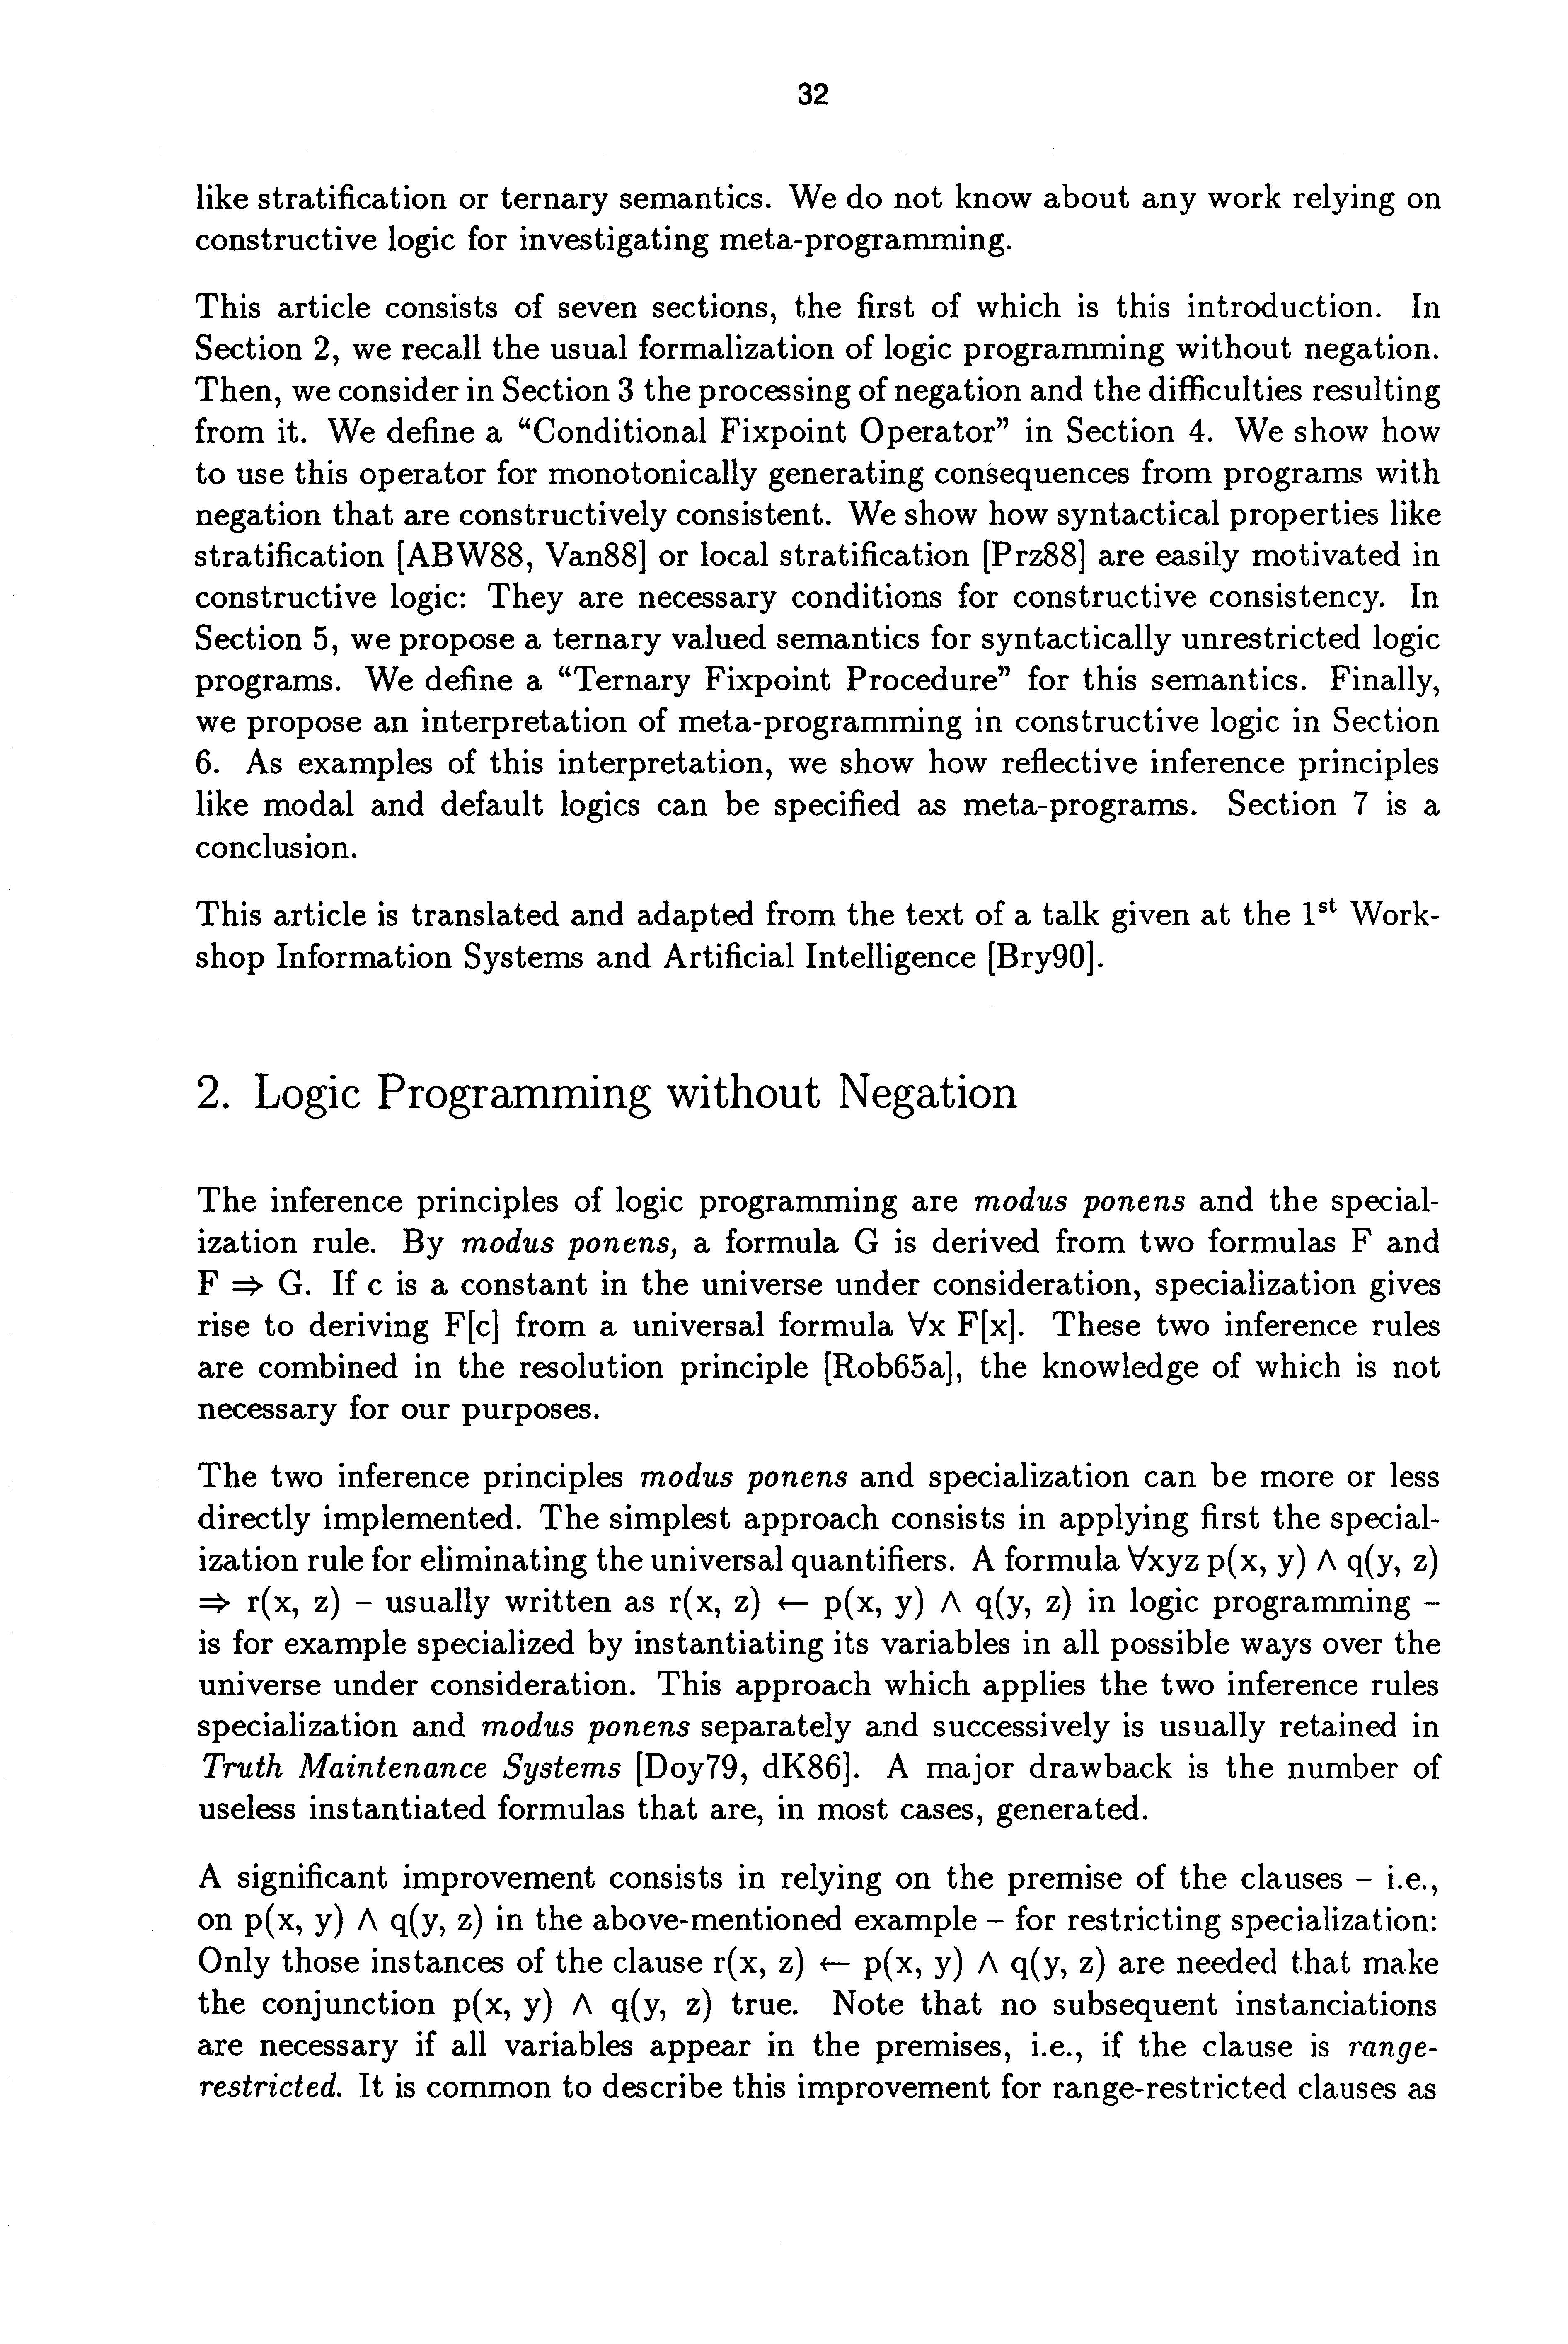 32
like stratification or ternary semantics. We do not know about any work relying on
constructive logic for investigating meta-programming.
This article consists of seven sections, the first of which is this introduction. In
Section 2, we recall the usual formalization of logic programming without negation.
Then, we consider in Section 3 the processing of negation and the difficulties resulting
from it. We define a “Conditional Fixpoint Operator” in Section 4. We show how
to use this operator for monotonically generating consequences from programs with
negation that are constructively consistent. We show how syntactical properties like
stratification [ABW88, Van88] or local stratification [Prz88] are easily motivated in
constructive logic: They are necessary conditions for constructive consistency. In
Section 5, we propose a ternary valued semantics for syntactically unrestricted logic
programs. We define a “Ternary Fixpoint Procedure” for this semantics. Finally,
we propose an interpretation of meta-programming in constructive logic in Section
6. As examples of this interpretation, we show how reflective inference principles
like modal and default logics can be specified as meta-programs. Section 7 is a
conclusion.
This article is translated and adapted from the text of a talk given at the 1st Work-
shop Information Systems and Artificial Intelligence [Bry90].
2. Logic Programming without Negation
The inference principles of logic programming are modus ponens and the special-
ization rule. By modus ponens, a formula G is derived from two formulas F and
F ⇒ G. If c is a constant in the universe under consideration, specialization gives
rise to deriving F[c] from a universal formula ∀x F[x]. These two inference rules
are combined in the resolution principle [Rob65a], the knowledge of which is not
necessary for our purposes.
The two inference principles modus ponens and specialization can be more or less
directly implemented. The simplest approach consists in applying first the special-
ization rule for eliminating the universal quantifiers. A formula ∀xyz p(x, y) ∧ q(y, z)
⇒ r(x, z) – usually written as r(x, z) ← p(x, y) ∧ q(y, z) in logic programming –
is for example specialized by instantiating its variables in all possible ways over the
universe under consideration. This approach which applies the two inference rules
specialization and modus ponens separately and successively is usually retained in
Truth Maintenance Systems [Doy79, dK86]. A major drawback is the number of
useless instantiated formulas that are, in most cases, generated.
A significant improvement consists in relying on the premise of the clauses – i.e.,
on p(x, y) ∧ q(y, z) in the above-mentioned example – for restricting specialization:
Only those instances of the clause r(x, z) ← p(x, y) ∧ q(y, z) are needed that make
the conjunction p(x, y) ∧ q(y, z) true. Note that no subsequent instanciations
are necessary if all variables appear in the premises, i.e., if the clause is range-
restricted. It is common to describe this improvement for range-restricted clauses as